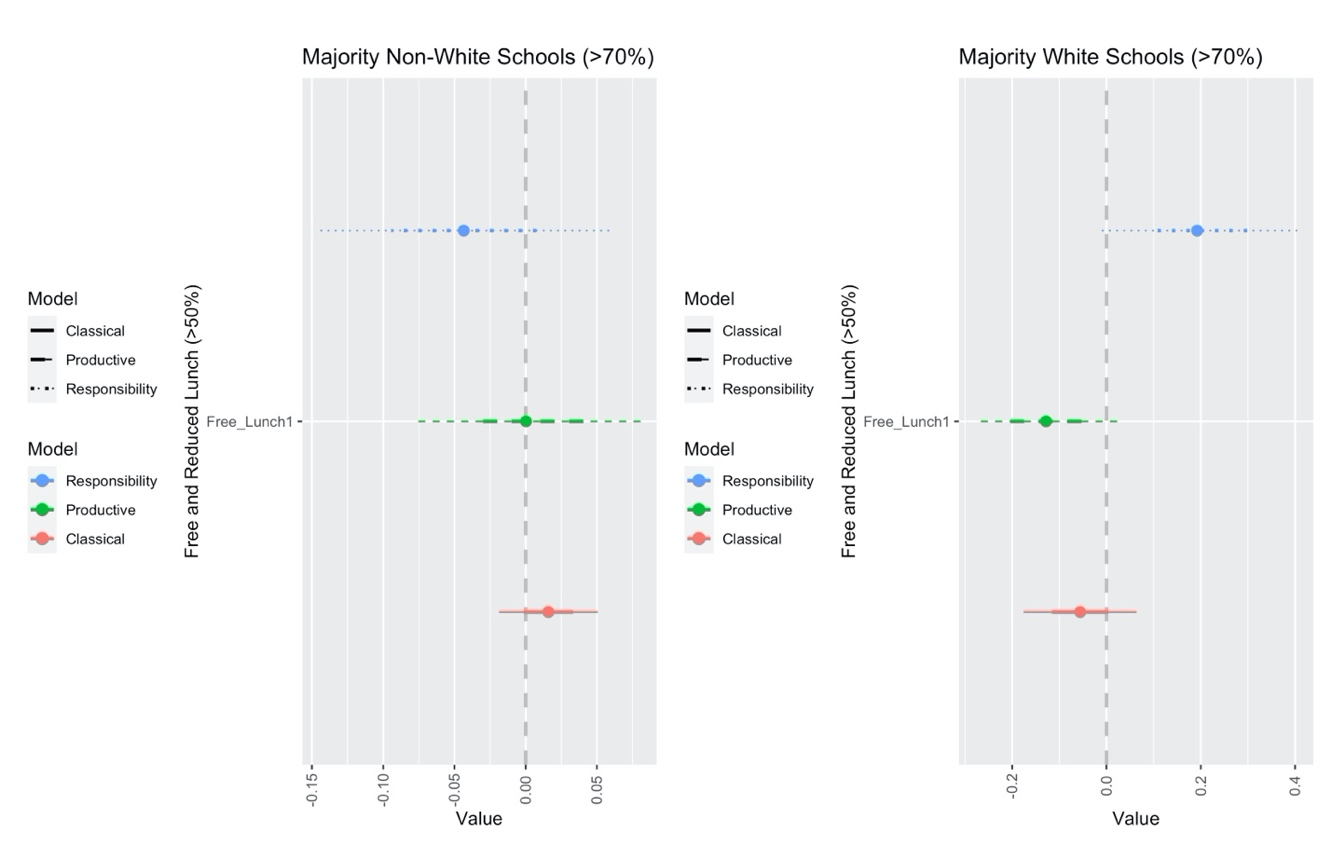 Majority Non-White Schools (>70%)
Model
Classical
Productive
Responsibility
Model
Responsibility
Productive
Classical
Free and Reduced Lunch (>50%)
Free_Lunch1
-0.15
-0.10
-0.05
0.00
0.05
Value
Majority White Schools (>70%)
Model
Classical
Productive
Responsibility
Model
Responsibility
Productive
Classical
Free and Reduced Lunch (>50%)
Free_Lunch1
-0.2
0.0
0.2
0.4
Value